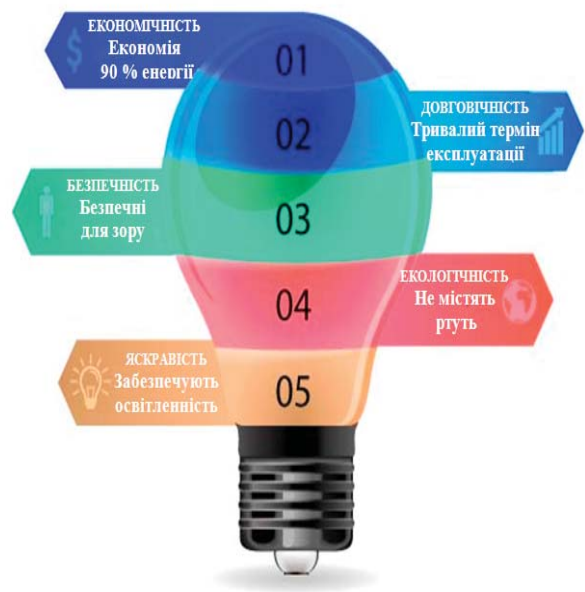 ЕКОНОМІЧНІСТЬ
Економія
90 % енергії
01
02
ДОВГОВІЧНІСТЬ
Тривалий термін
експлуатації
БЕЗПЕЧНІСТЬ
Безпечні
для зору
03
ЕКОЛОГІЧНІСТЬ
Не містять
ртуть
04
ЯСКРАВІСТЬ
Забезпечують
освітленність
05